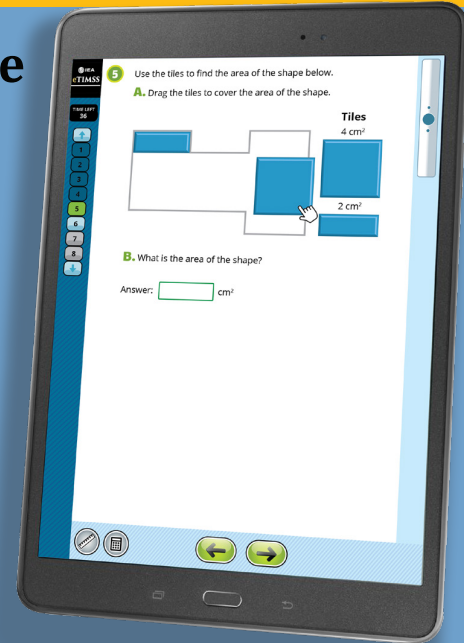 e
IEA
eTIMSS
TIME LEFT
36
1
2
3
4
5
6
7
8
5 Use the tiles to find the area of the shape below.
A. Drag the tiles to cover the area of the shape.
Tiles
4 cm²
2 cm²
B. What is the area of the shape?
Answer: cm²